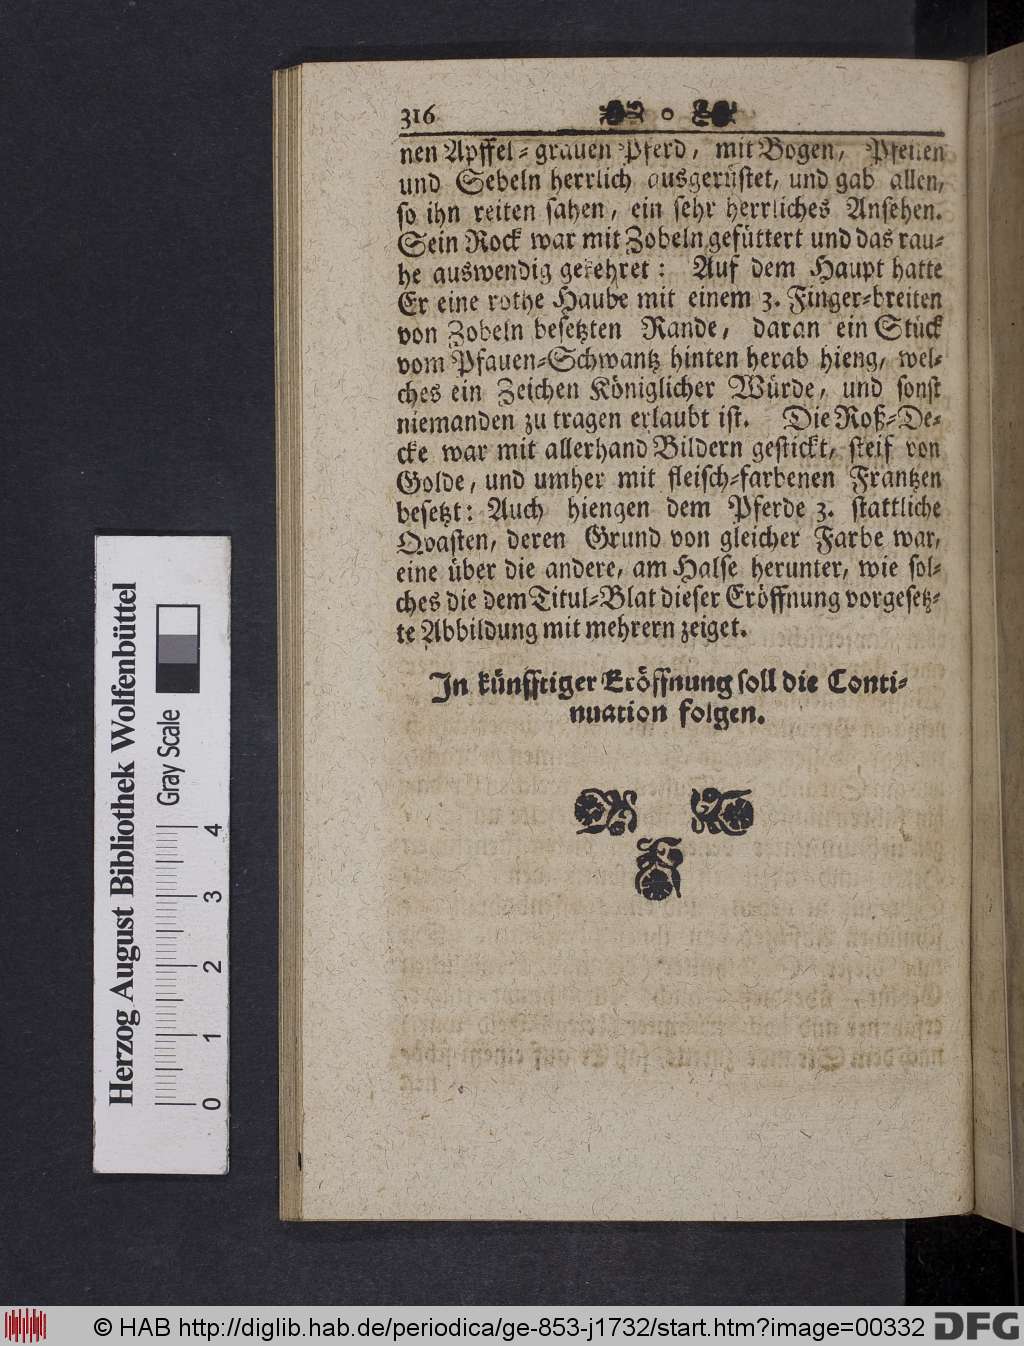 316
nen Apffel-grauen Pferd, mit Bogen, Pfeilen
und Sebeln herrlich ausgerüstet, und gab allen,
so ihn reiten sahen, ein sehr herrliches Ansehen.
Sein Rock war mit Zobeln gefüttert und das rau-
he auswendig gekehret: Auf dem Haupt hatte
Er eine rothe Haube mit einem 3. Finger-breiten
von Zobeln besetzten Rande, daran ein Stück
vom Pfauen-Schwantz hinten herab hieng, wel-
ches ein Zeichen Königlicher Würde, und sonst
niemanden zu tragen erlaubt ist. Die Roß-De-
cke war mit allerhand Bildern gestickt, steif von
Golde, und umher mit fleisch-farbenen Frantzen
besetzt: Auch hiengen dem Pferde 3. stattliche
Qvasten, deren Grund von gleicher Farbe war,
eine über die andere, am Halse herunter, wie sol-
ches die dem Titul-Blat dieser Eröffnung vorgesetz-
te Abbildung mit mehrern zeiget.
In künfftiger Eröffnung soll die Conti-
nuation folgen.
Herzog August Bibliothek Wolfenbüttel
Gray Scale
0 1 2 3 4
© HAB http://diglib.hab.de/periodica/ge-853-j1732/start.htm?image=00332
DFG